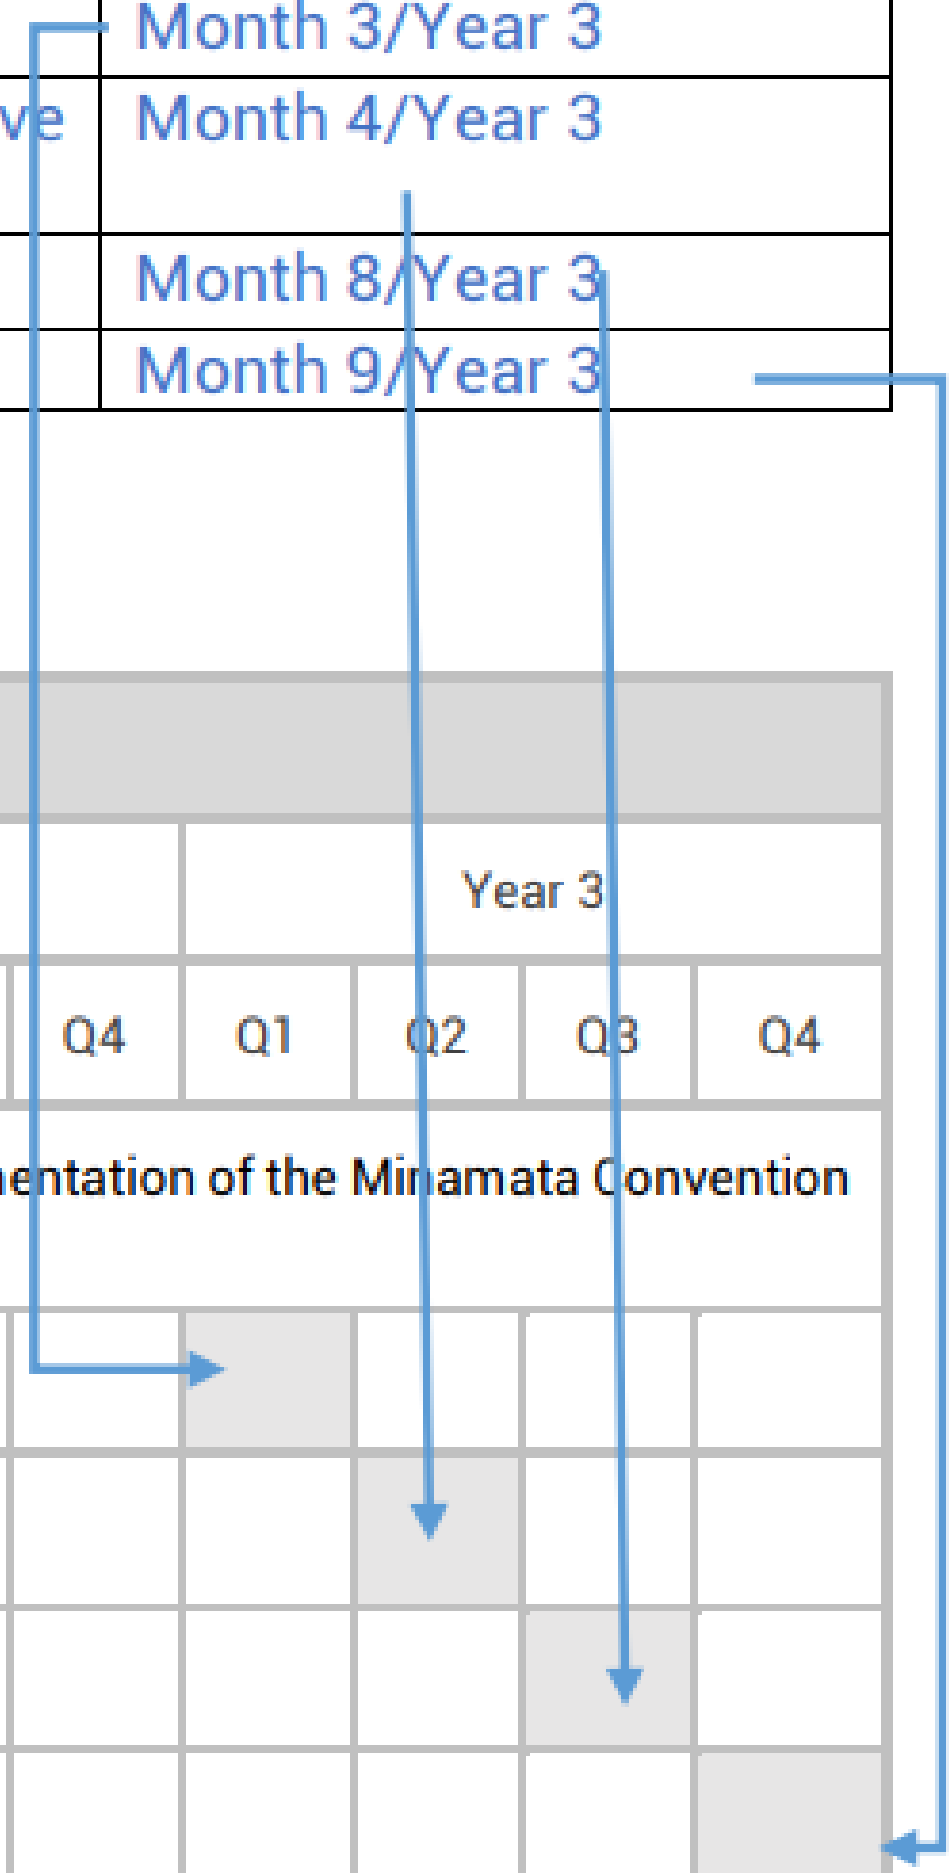 Month 3/Year 3
ve Month 4/Year 3
Month 8/Year 3
Month 9/Year 3
Year 3
Q4 Q1 Q2 Q3 Q4
entation of the Minamata Convention